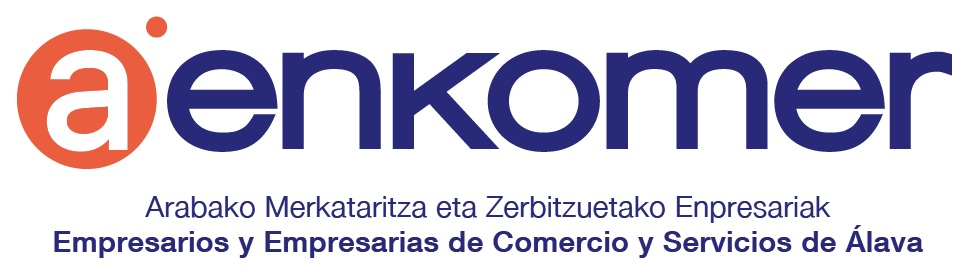 aenkomer
Arabako Merkataritza eta Zerbitzuetako Enpresariak
Empresarios y Empresarias de Comercio y Servicios de Álava